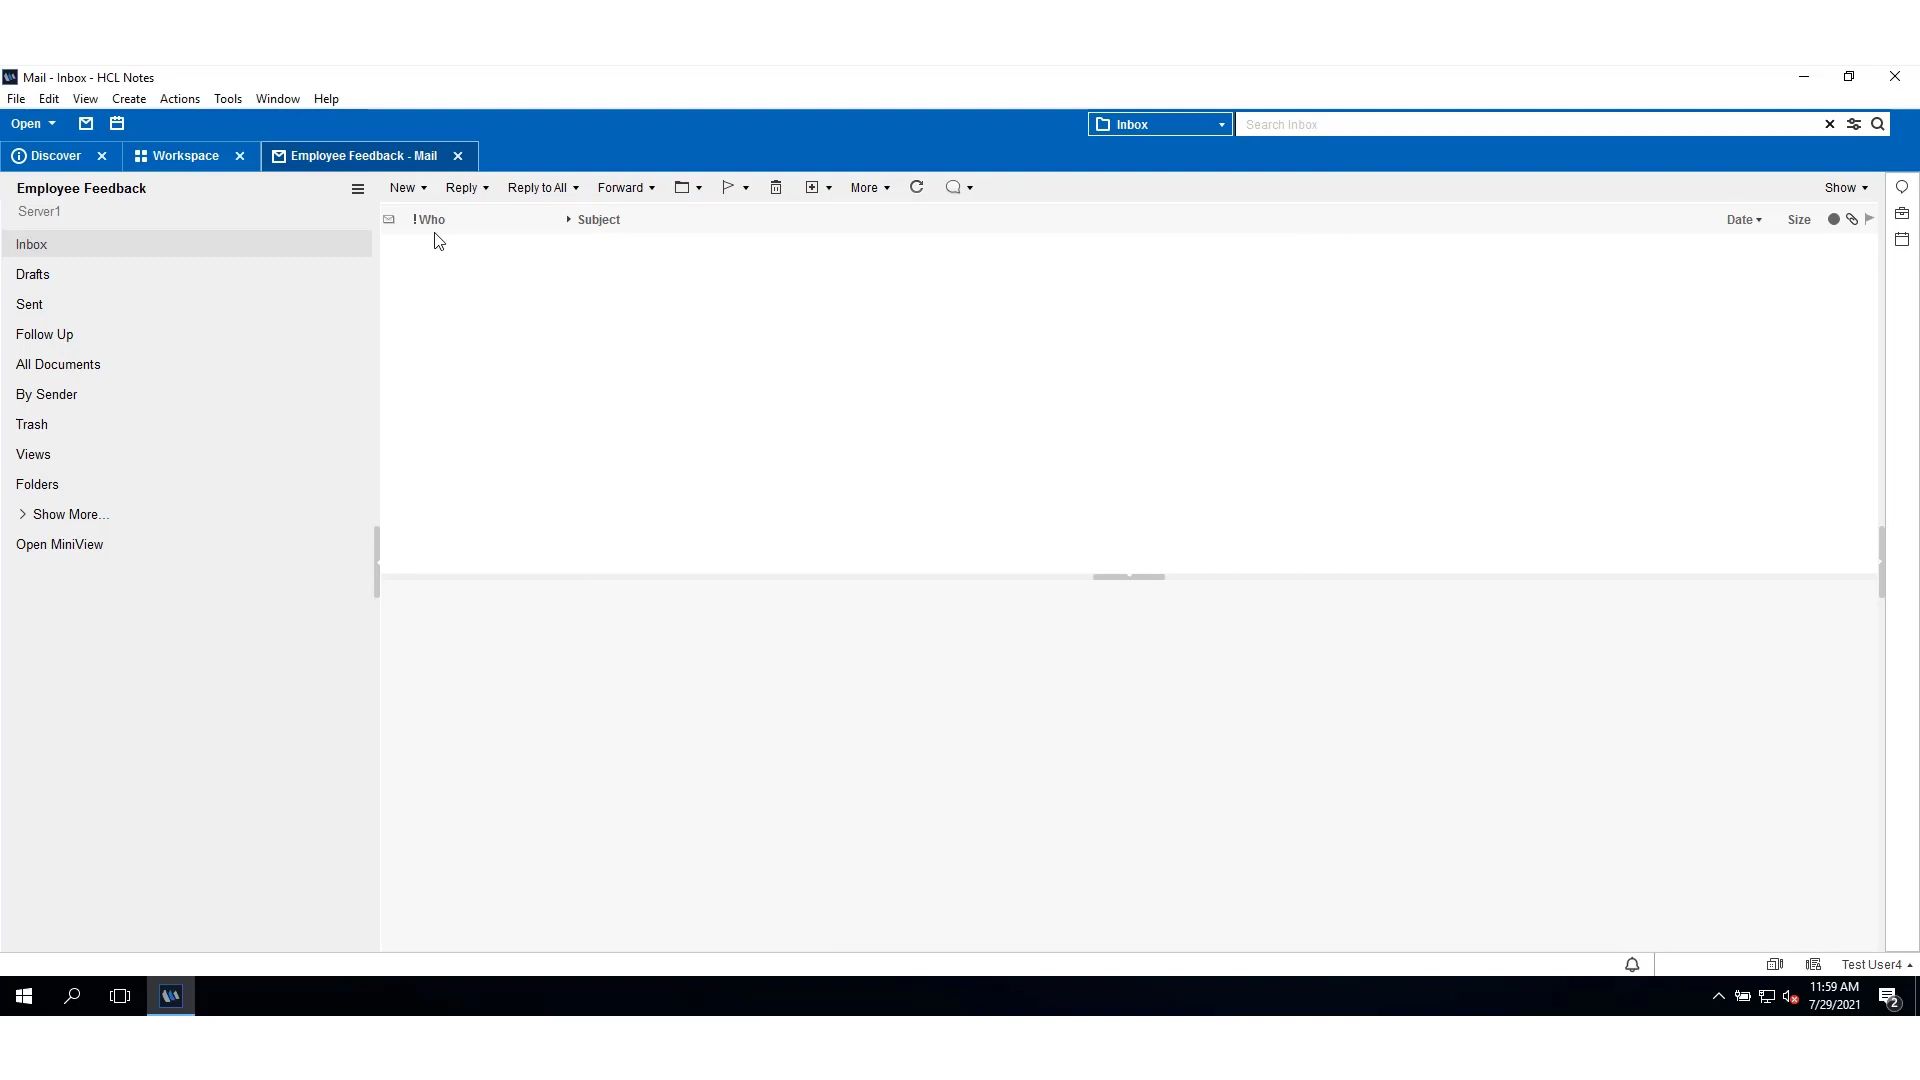 Mail - Inbox - HCL Notes
File Edit View Create Actions Tools Window Help
Open
Inbox
Search Inbox
Discover
Workspace
Employee Feedback - Mail
Employee Feedback
Server1
New Reply Reply to All Forward More Show
! Who Subject Date Size
Inbox
Drafts
Sent
Follow Up
All Documents
By Sender
Trash
Views
Folders
Show More...
Open MiniView
Test User4
11:59 AM
7/29/2021
2